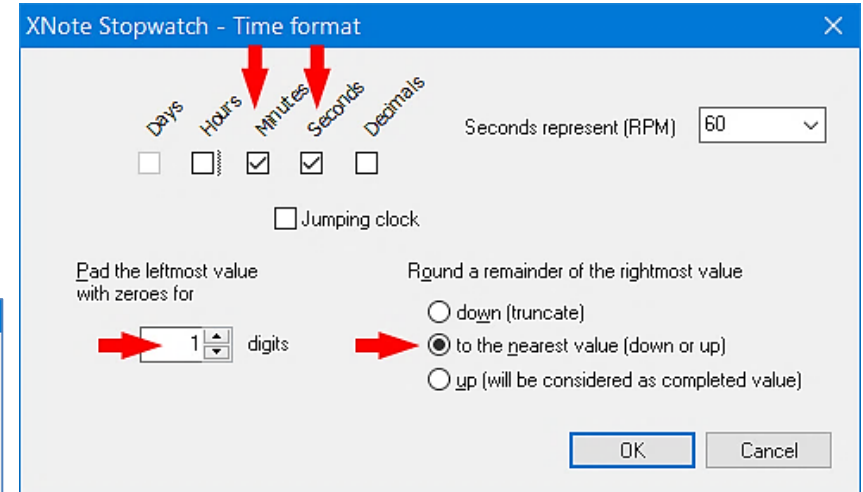 XNote Stopwatch - Time format
Days Hours Minutes Seconds Decimals
Seconds represent (RPM) 60
Jumping clock
Pad the leftmost value
with zeroes for
1 digits
Round a remainder of the rightmost value
down (truncate)
to the nearest value (down or up)
up (will be considered as completed value)
OK Cancel